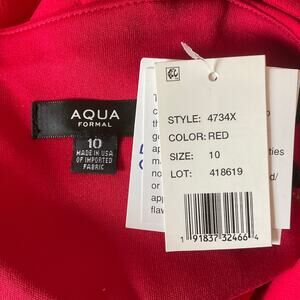 AQUA
FORMAL
10
MADE IN USA
OF IMPORTED
FABRIC
STYLE: 4734X
COLOR: RED
SIZE: 10
LOT: 418619
1 91837 32466 4